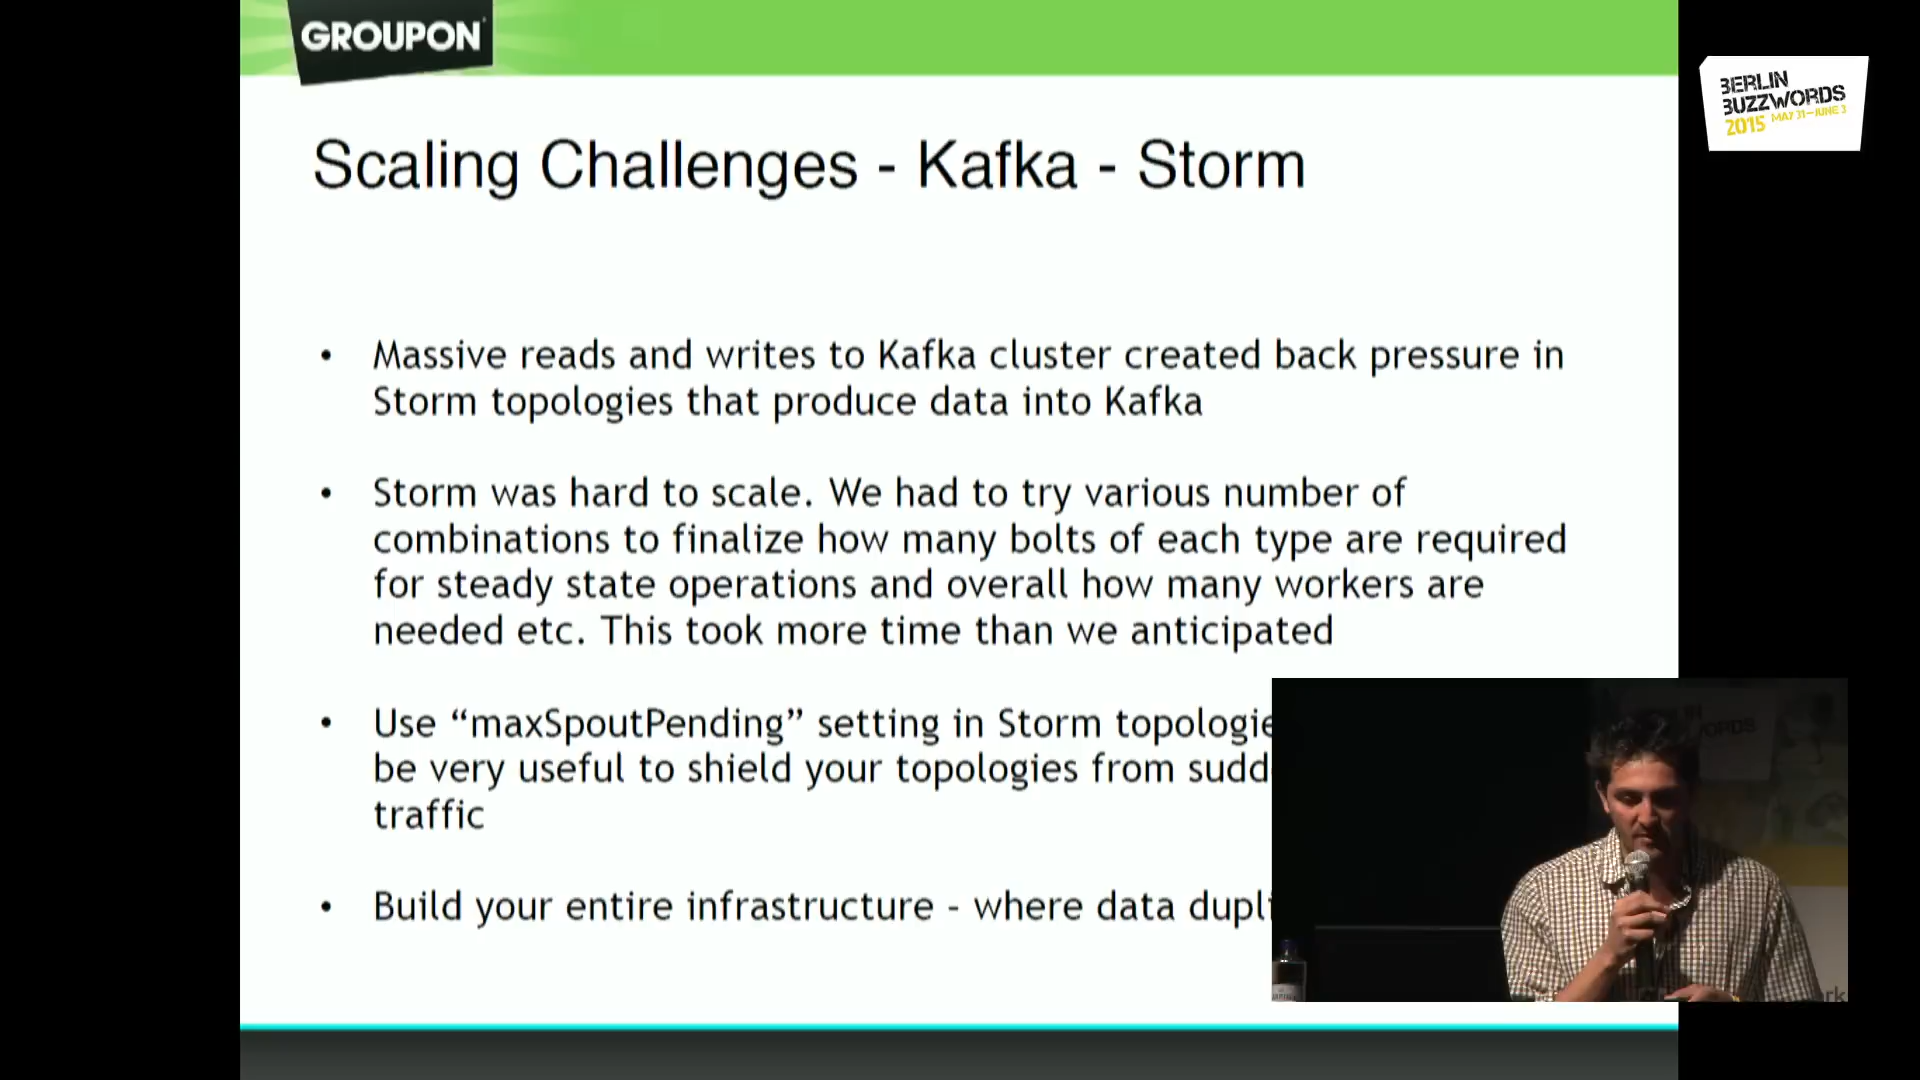 GROUPON
BERLIN
BUZZWORDS
2015 MAY 31-JUNE 3
Scaling Challenges - Kafka - Storm
• Massive reads and writes to Kafka cluster created back pressure in
Storm topologies that produce data into Kafka
• Storm was hard to scale. We had to try various number of
combinations to finalize how many bolts of each type are required
for steady state operations and overall how many workers are
needed etc. This took more time than we anticipated
• Use “maxSpoutPending” setting in Storm
be very useful to shield your topologies from
traffic
• Build your entire infrastructure - where data